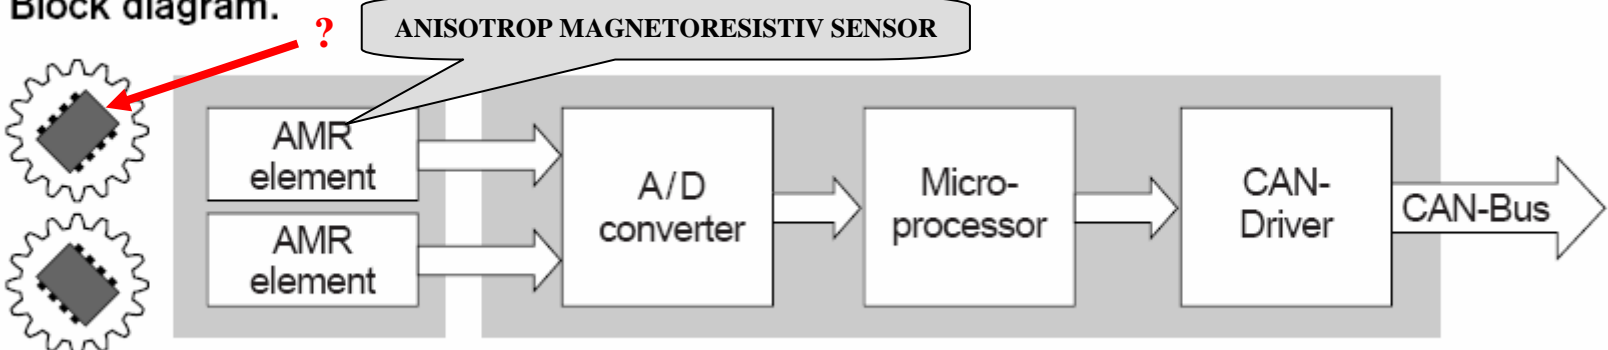 Block diagram.
?
ANISOTROP MAGNETORESISTIV SENSOR
AMR
element
AMR
element
A/D
converter
Micro-
processor
CAN-
Driver
CAN-Bus